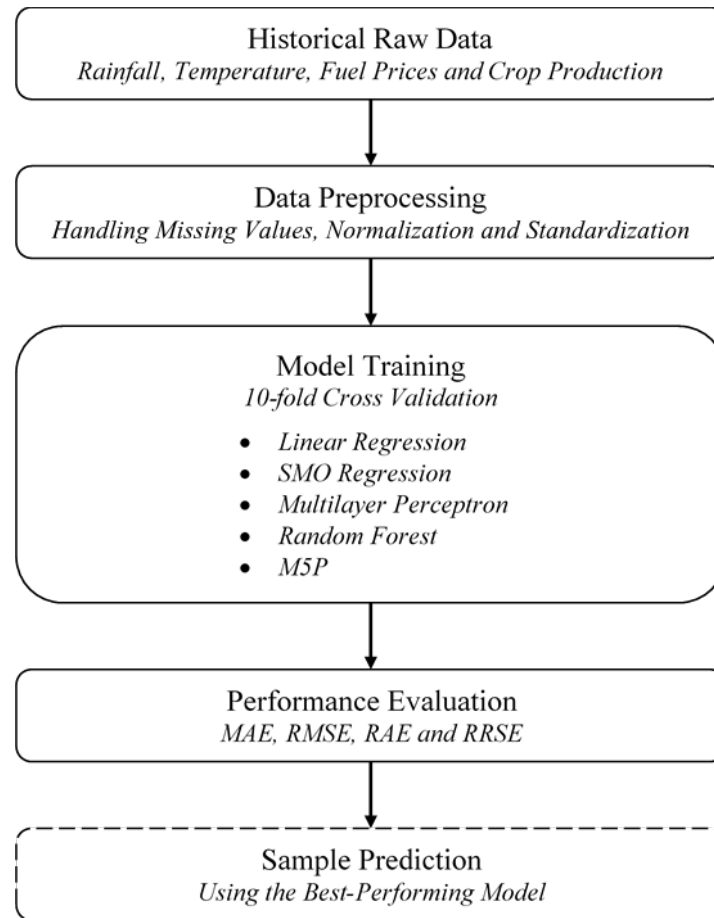 Historical Raw Data
Rainfall, Temperature, Fuel Prices and Crop Production
Data Preprocessing
Handling Missing Values, Normalization and Standardization
Model Training
10-fold Cross Validation
• Linear Regression
• SMO Regression
• Multilayer Perceptron
• Random Forest
• M5P
Performance Evaluation
MAE, RMSE, RAE and RRSE
Sample Prediction
Using the Best-Performing Model